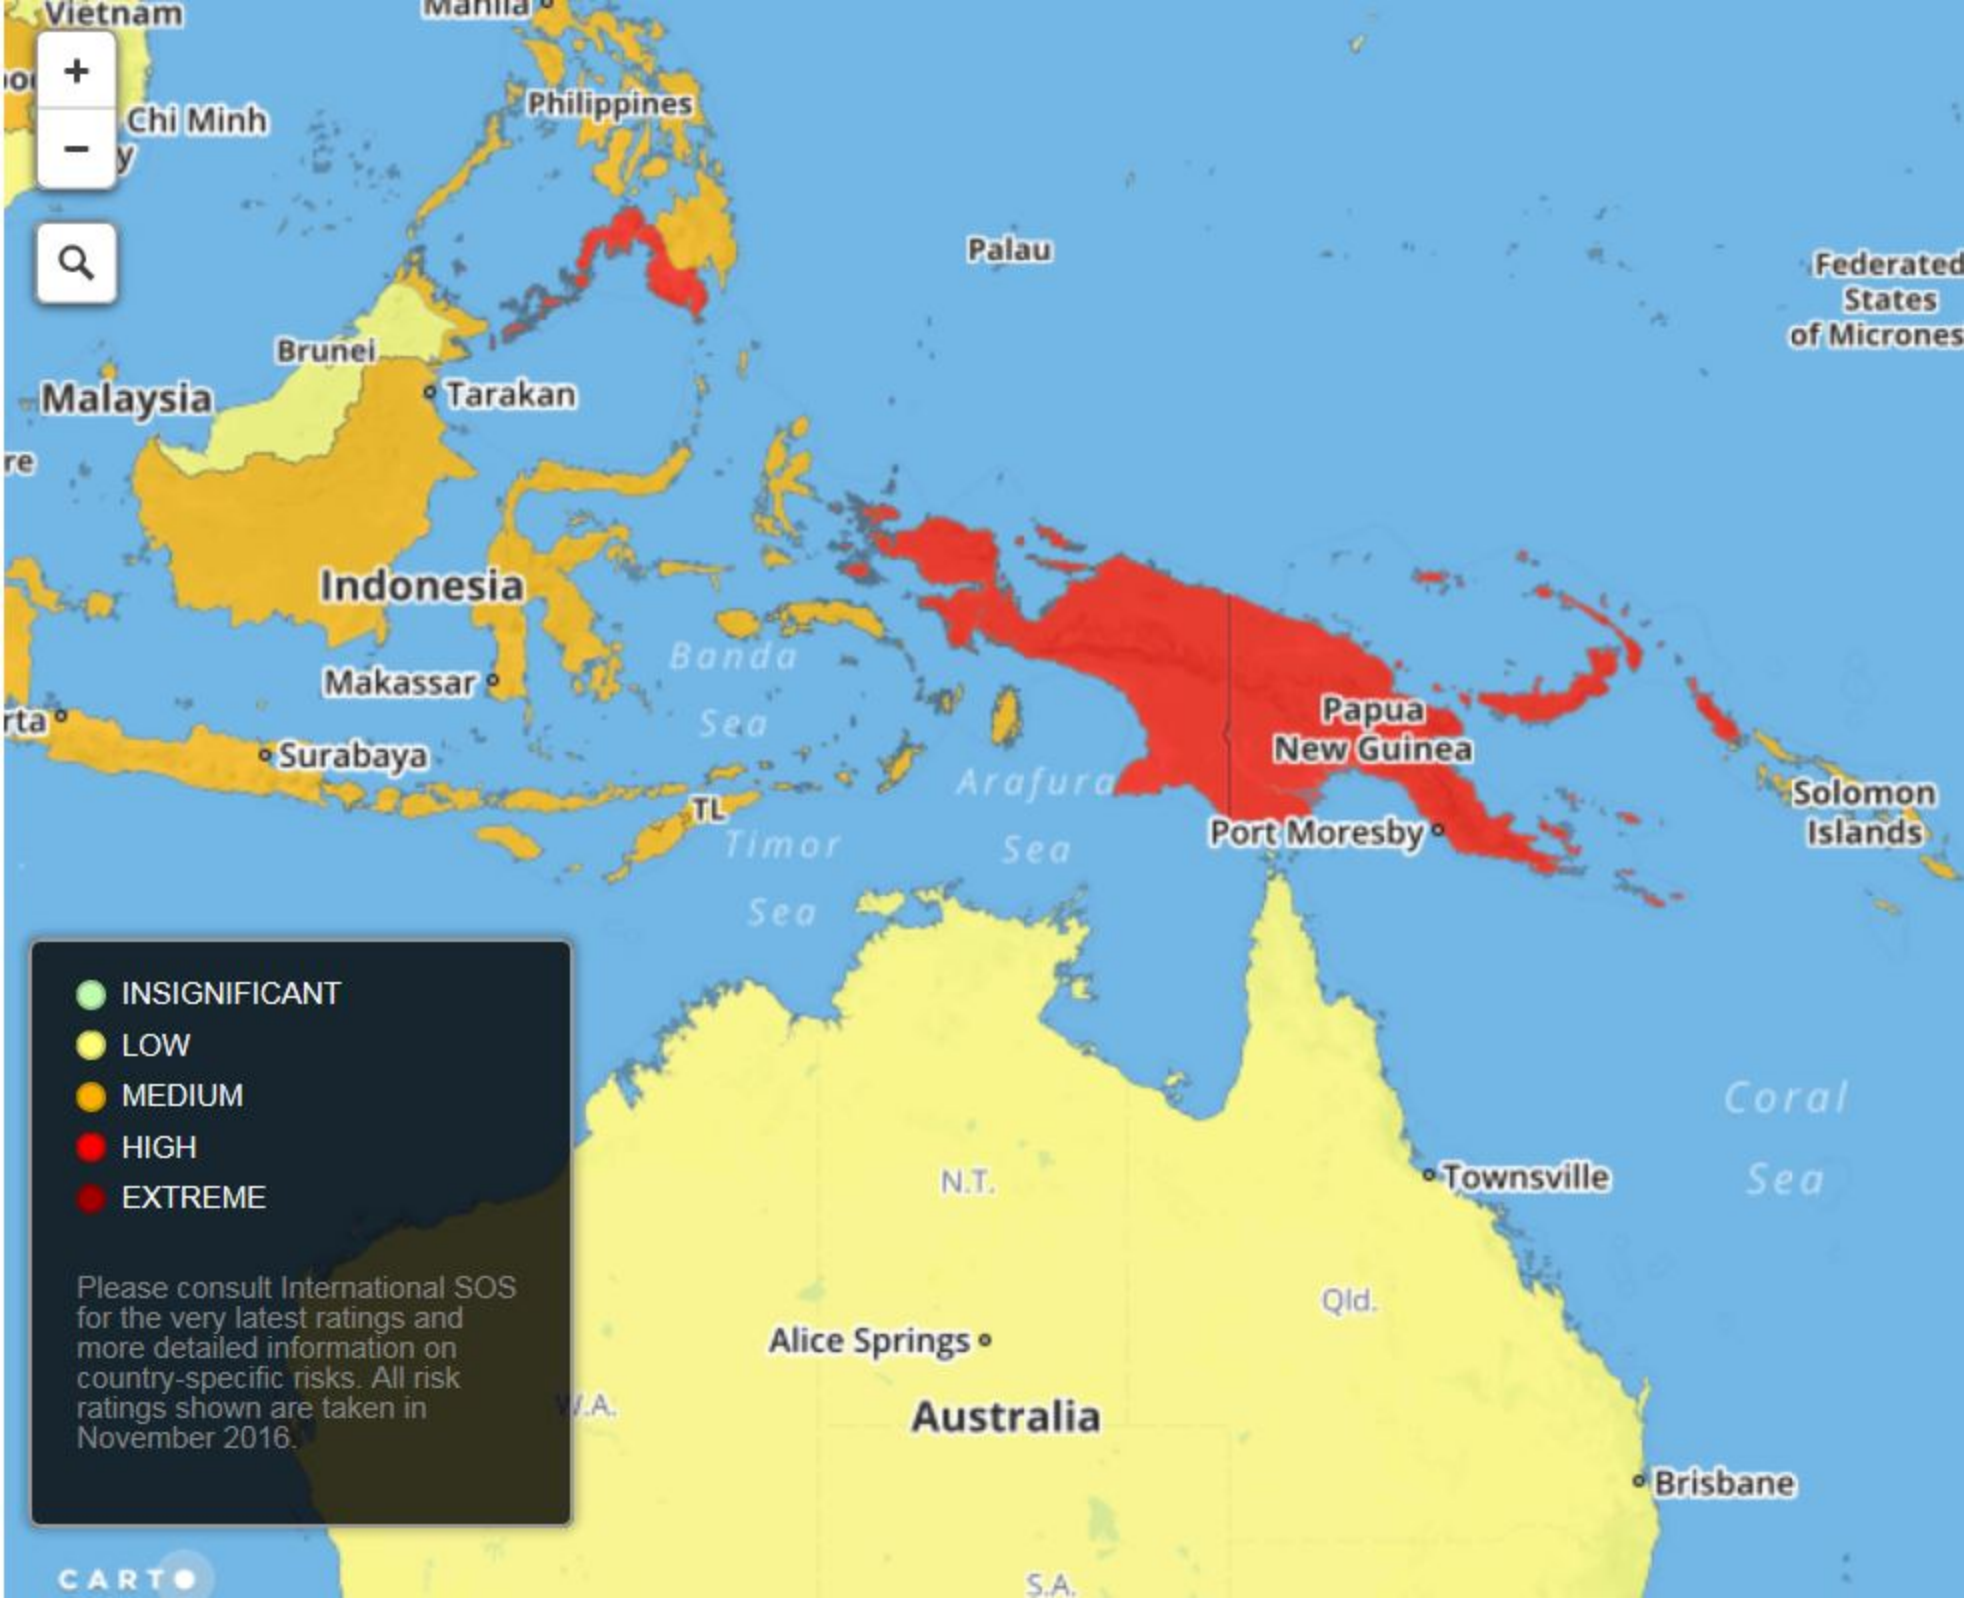 Vietnam
Manila
+
Chi Minh
y
−
Philippines
Palau
Federated
States
of Micrones
Brunei
Malaysia
Tarakan
re
Indonesia
Banda
Sea
Makassar
rta
Surabaya
Papua
New Guinea
Arafura
Sea
TL
Timor
Sea
Port Moresby
Solomon
Islands
INSIGNIFICANT
LOW
MEDIUM
HIGH
EXTREME
Please consult International SOS
for the very latest ratings and
more detailed information on
country-specific risks. All risk
ratings shown are taken in
November 2016.
Coral
Sea
N.T.
Townsville
Qld.
Alice Springs
W.A.
Australia
Brisbane
S.A.
CARTO